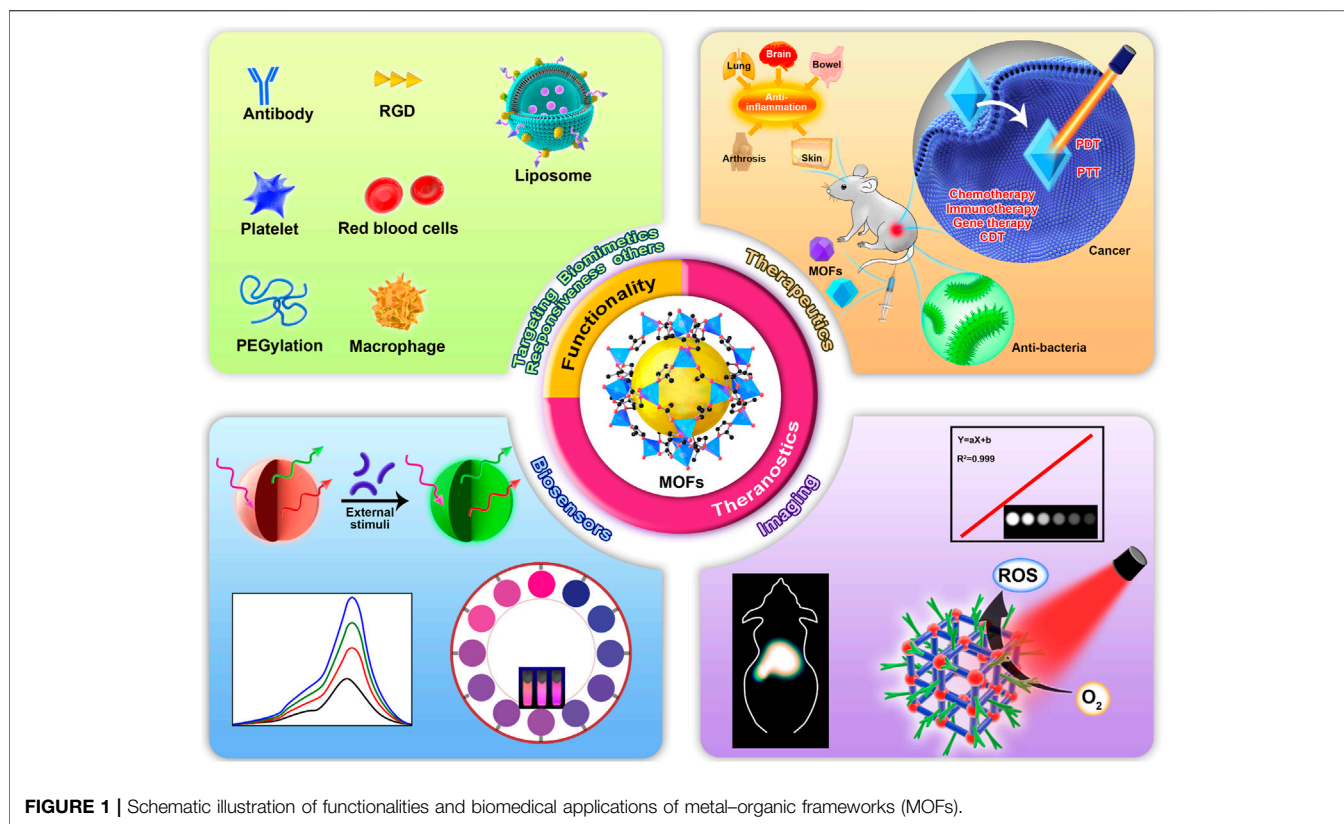 Antibody
RGD
Liposome
Platelet
Red blood cells
PEGylation
Macrophage
Targeting Biomimetics
Responsiveness others
Functionality
Lung
Brain
Bowel
Anti-
inflammation
Arthrosis
Skin
MOFs
PDT
PTT
Chemotherapy
Immunotherapy
Gene therapy
CDT
Cancer
Anti-bacteria
Therapeutics
MOFs
Theranostics
Biosensors
External
stimuli
Imaging
Y=aX+b
R²=0.999
ROS
O₂
FIGURE 1 | Schematic illustration of functionalities and biomedical applications of metal–organic frameworks (MOFs).